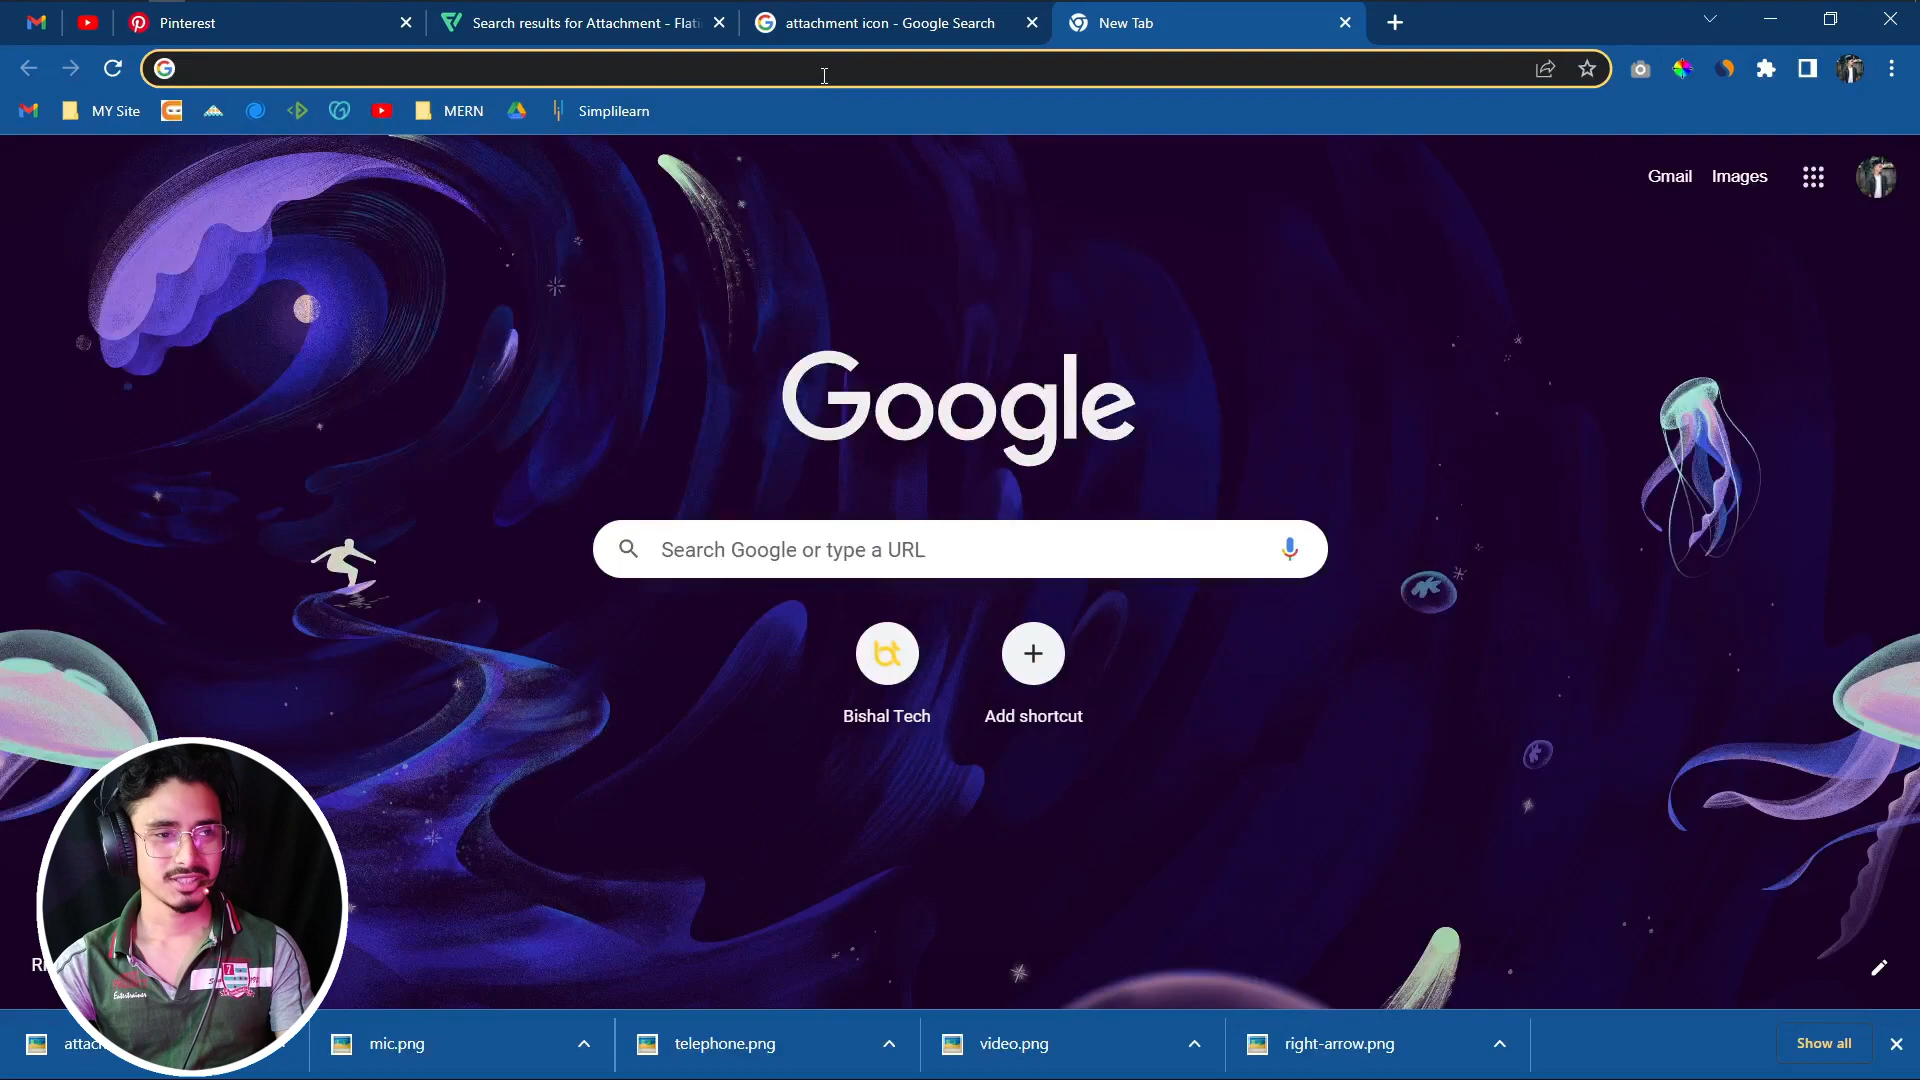 Pinterest
Search results for Attachment - Flati
attachment icon - Google Search
New Tab
MY Site
MERN
Simplilearn
Gmail
Images
Google
Search Google or type a URL
Bishal Tech
Add shortcut
mic.png
telephone.png
video.png
right-arrow.png
Show all